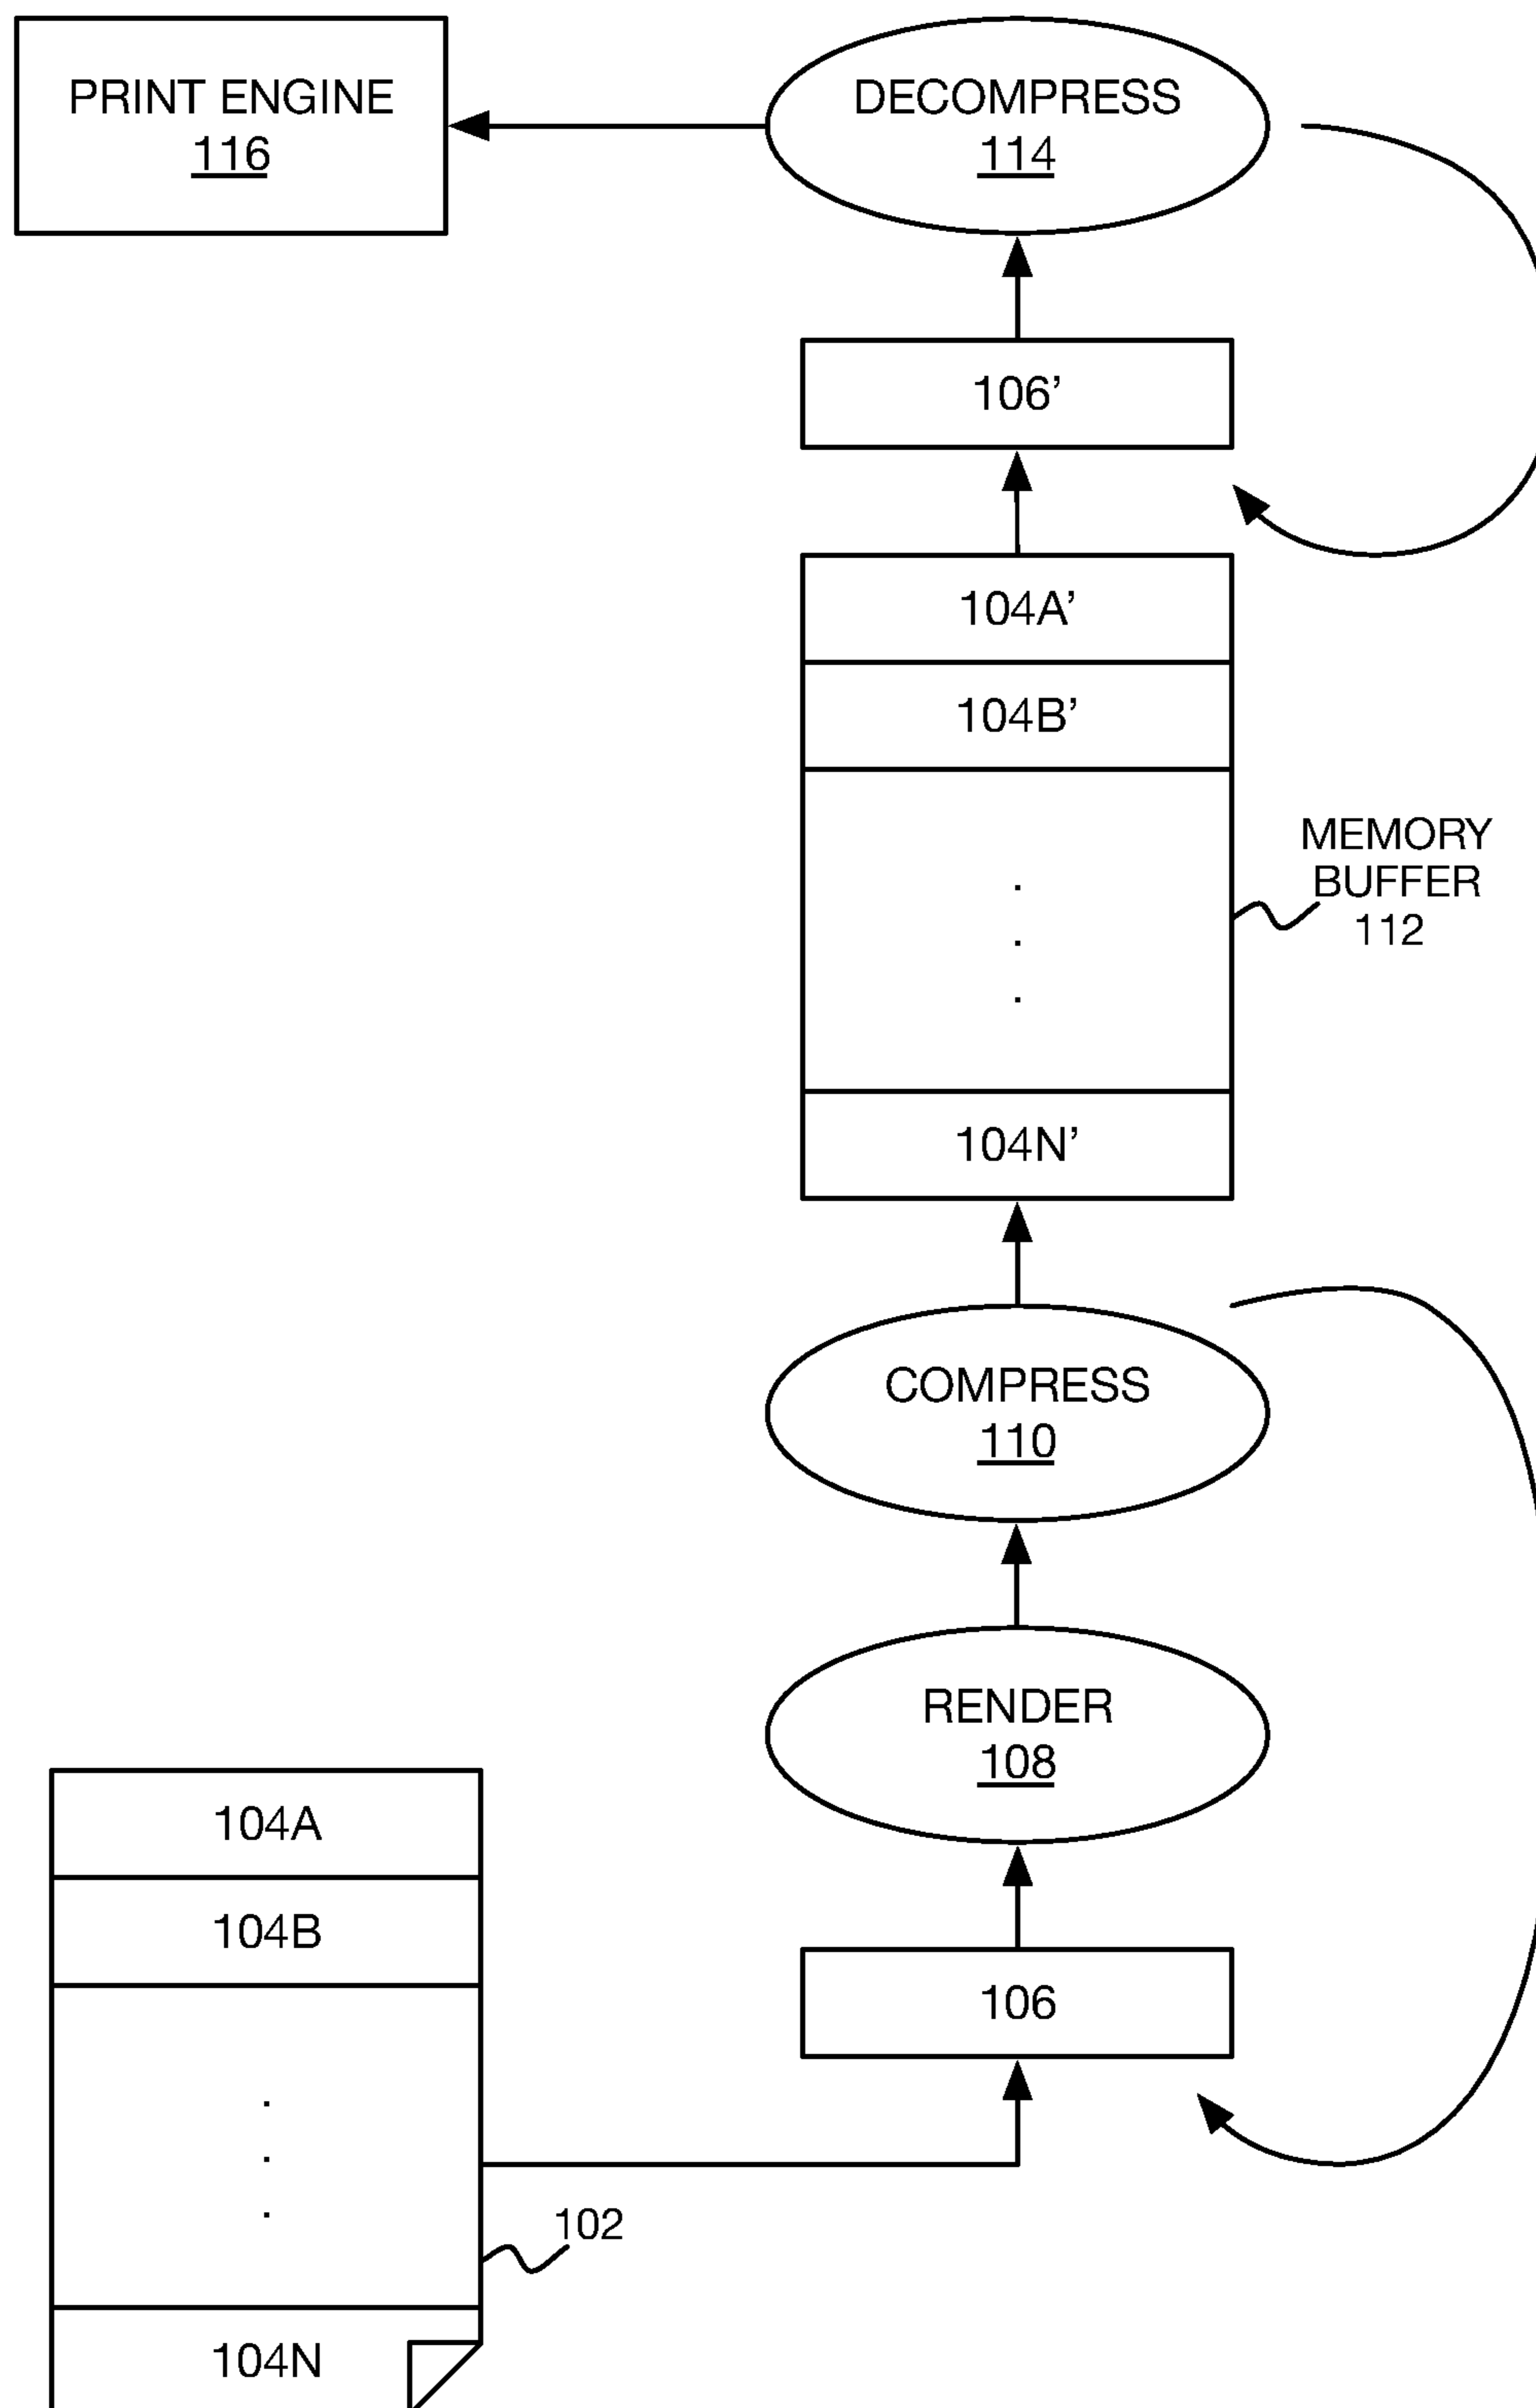 PRINT ENGINE
116
DECOMPRESS
114
106’
104A’
104B’
.
.
.
104N’
MEMORY
BUFFER
112
COMPRESS
110
RENDER
108
106
104A
104B
.
.
.
104N
102